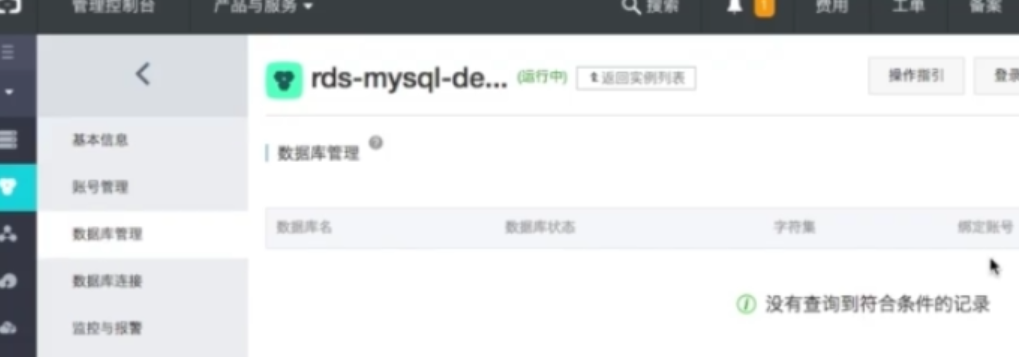 管理控制台 产品与服务 搜索 1 费用 工单 备案
rds-mysql-de... (运行中) 返回实例列表 操作指引 登录
基本信息
数据库管理
账号管理
数据库管理
数据库名 数据库状态 字符集 绑定账号
数据库连接
没有查询到符合条件的记录
监控与报警